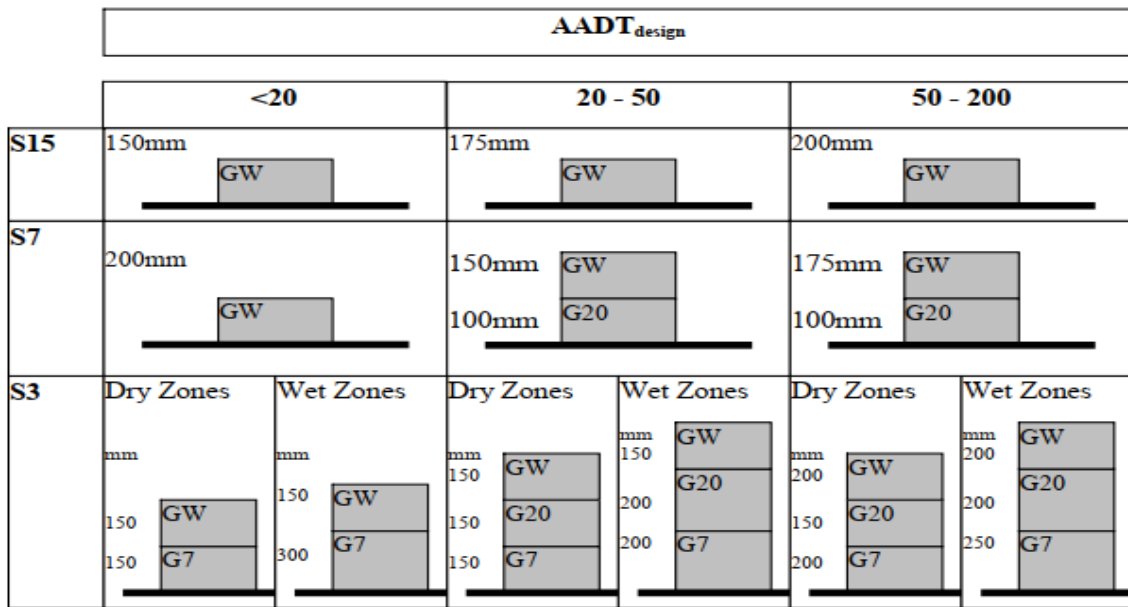 AADTdesign
<20 20 - 50 50 - 200
S15 150mm 175mm 200mm
GW GW GW
S7
200mm 150mm GW 175mm GW
GW 100mm G20 100mm G20
S3 Dry Zones Wet Zones Dry Zones Wet Zones Dry Zones Wet Zones
mm GW mm GW
mm mm 150 mm 200
150 GW 150 GW G20 200 GW G20
150 GW 200 200
150 G20 150 G20
150 G7 300 G7 150 G7 200 G7 200 G7 250 G7